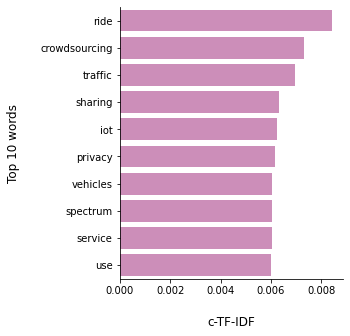 Top 10 words
ride
crowdsourcing
traffic
sharing
iot
privacy
vehicles
spectrum
service
use
0.000 0.002 0.004 0.006 0.008
c-TF-IDF